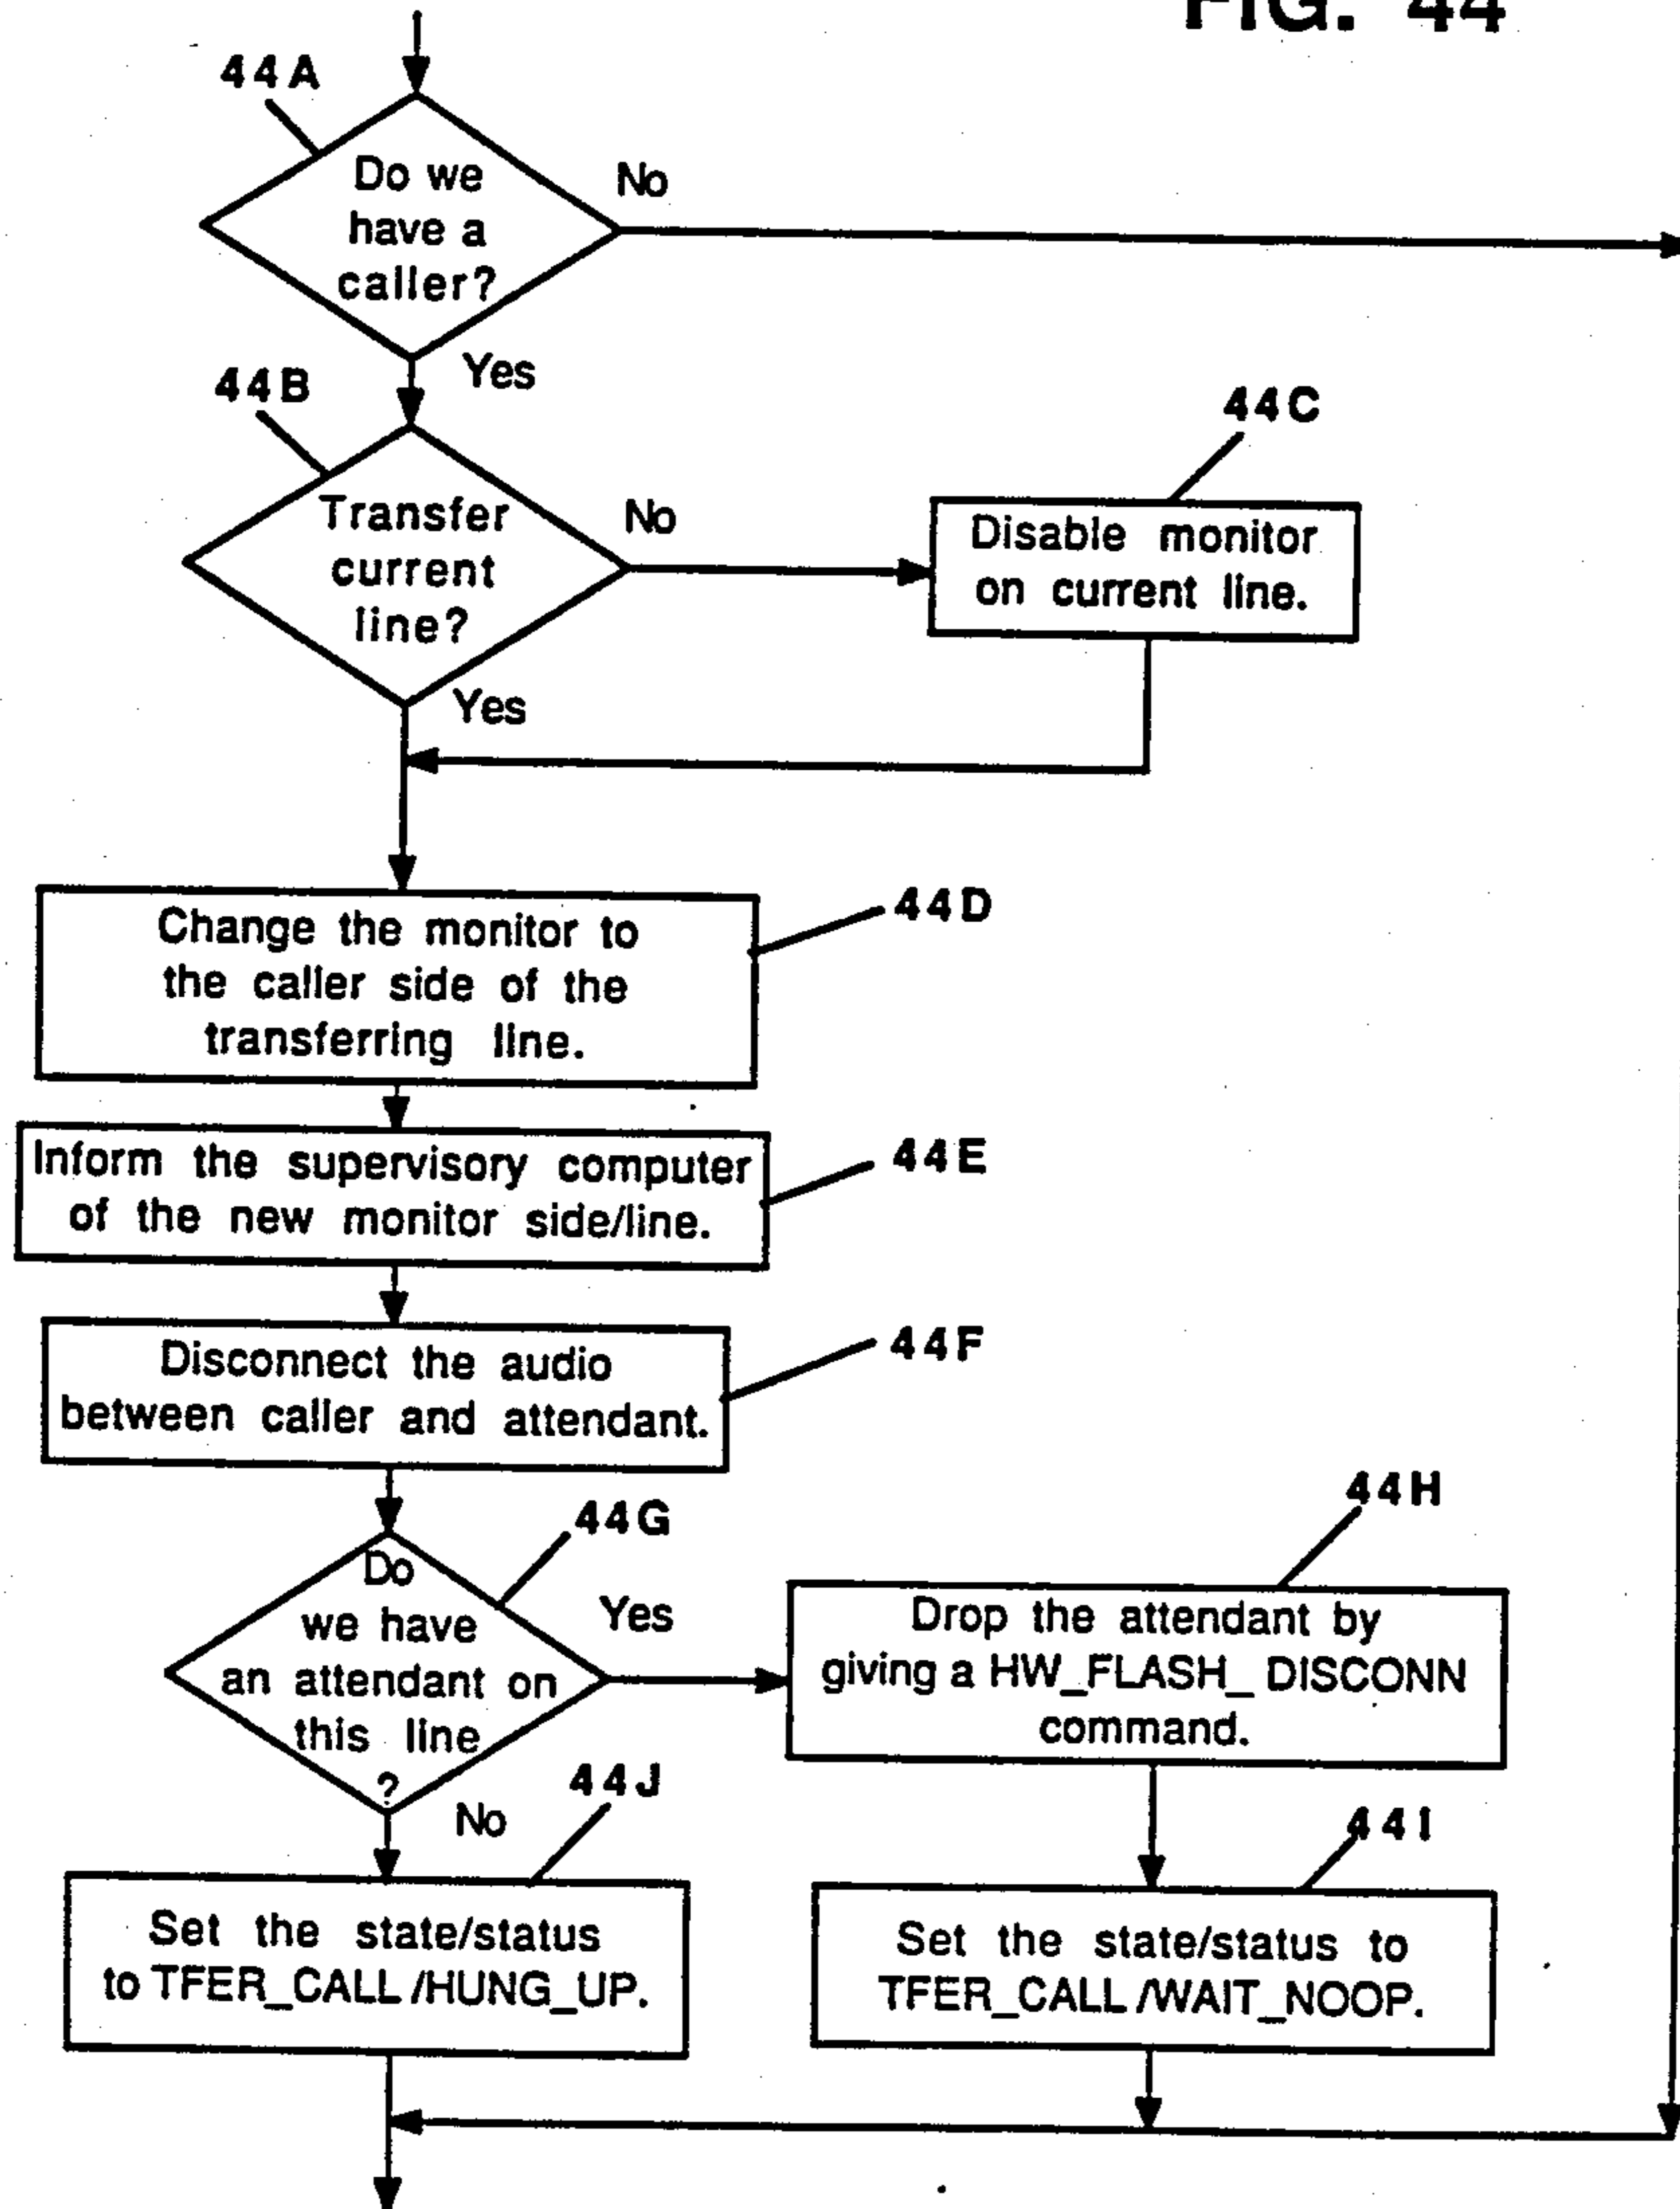 FIG. 44
44A
Do we
have a
caller?
No
Yes
44B
Transfer
current
line?
No
Yes
44C
Disable monitor
on current line.
44D
Change the monitor to
the caller side of the
transferring line.
44E
Inform the supervisory computer
of the new monitor side/line.
44F
Disconnect the audio
between caller and attendant.
44G
Do
we have
an attendant on
this line
?
Yes
No
44H
Drop the attendant by
giving a HW_FLASH_ DISCONN
command.
44I
Set the state/status to
TFER_CALL/WAIT_NOOP.
44J
Set the state/status
to TFER_CALL/HUNG_UP.